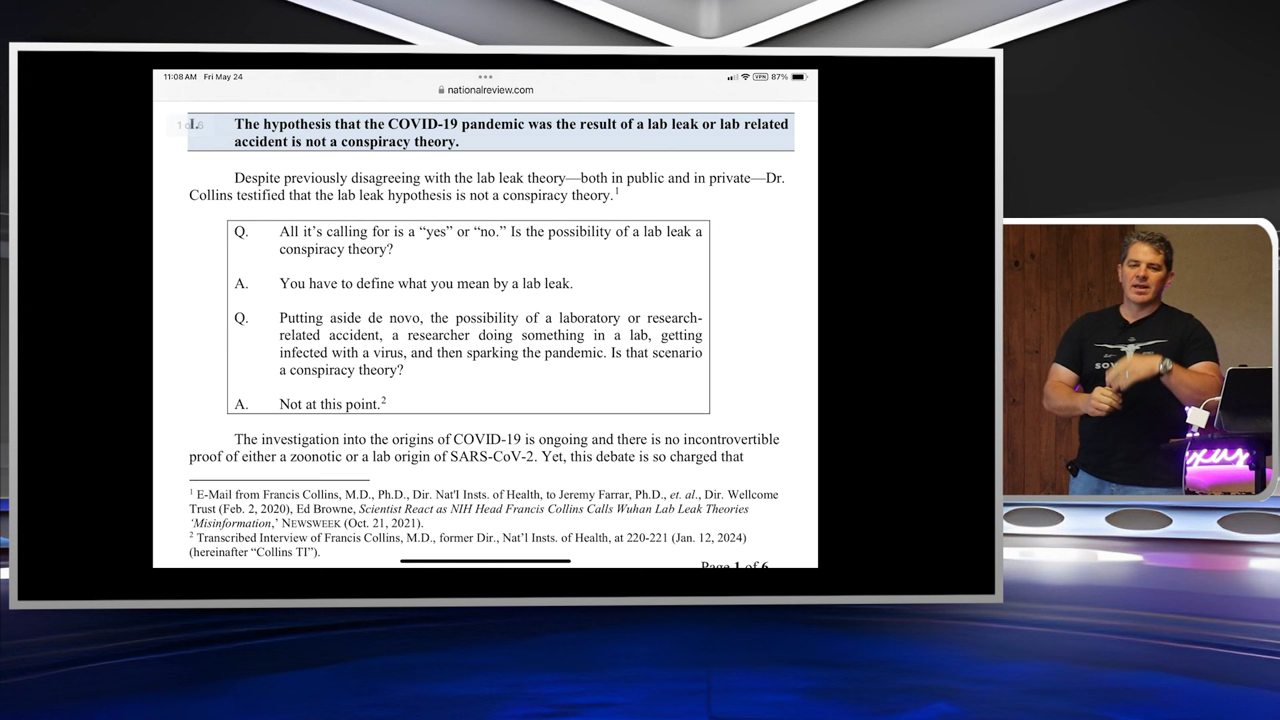 11:08 AM Fri May 24
VPN 87%
nationalreview.com
1 of 6
I. The hypothesis that the COVID-19 pandemic was the result of a lab leak or lab related
accident is not a conspiracy theory.
Despite previously disagreeing with the lab leak theory—both in public and in private—Dr.
Collins testified that the lab leak hypothesis is not a conspiracy theory.1
Q. All it's calling for is a “yes” or “no.” Is the possibility of a lab leak a
conspiracy theory?
A. You have to define what you mean by a lab leak.
Q. Putting aside de novo, the possibility of a laboratory or research-
related accident, a researcher doing something in a lab, getting
infected with a virus, and then sparking the pandemic. Is that scenario
a conspiracy theory?
A. Not at this point.2
The investigation into the origins of COVID-19 is ongoing and there is no incontrovertible
proof of either a zoonotic or a lab origin of SARS-CoV-2. Yet, this debate is so charged that
1 E-Mail from Francis Collins, M.D., Ph.D., Dir. Nat'l Insts. of Health, to Jeremy Farrar, Ph.D., et. al., Dir. Wellcome
Trust (Feb. 2, 2020), Ed Browne, Scientist React as NIH Head Francis Collins Calls Wuhan Lab Leak Theories
‘Misinformation,’ NEWSWEEK (Oct. 21, 2021).
2 Transcribed Interview of Francis Collins, M.D., former Dir., Nat'l Insts. of Health, at 220-221 (Jan. 12, 2024)
(hereinafter “Collins TI”).
Page 1 of 6